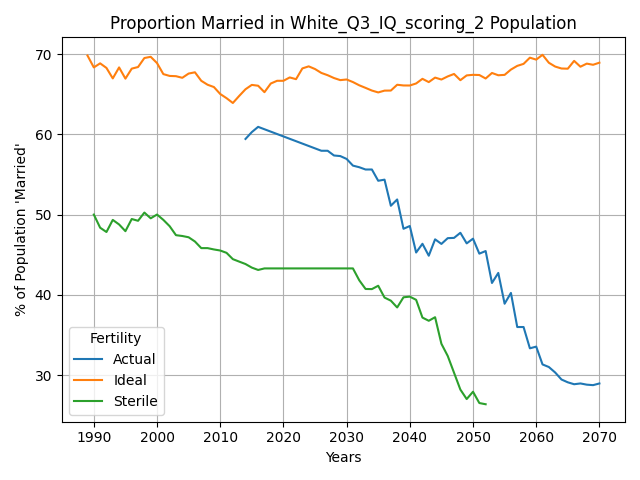 Proportion Married in White_Q3_IQ_scoring_2 Population
% of Population 'Married'
70
60
50
40
30
Fertility
Actual
Ideal
Sterile
1990 2000 2010 2020 2030 2040 2050 2060 2070
Years